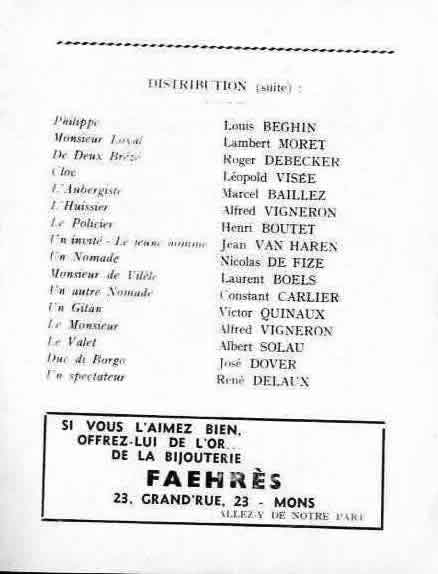 DISTRIBUTION (suite) :
Philippe Louis BEGHIN
Monsieur Loyal Lambert MORET
De Deux Brézé Roger DEBECKER
Cloc Léopold VISÉE
L'Aubergiste Marcel BAILLEZ
L'Huissier Alfred VIGNERON
Le Policier Henri BOUTET
Un invité - Le jeune homme Jean VAN HAREN
Un Nomade Nicolas DE FIZE
Monsieur de Villèle Laurent BOELS
Un autre Nomade Constant CARLIER
Un Gitan Victor QUINAUX
Le Monsieur Alfred VIGNERON
Le Valet Albert SOLAU
Duc di Borgo José DOVER
Un spectateur René DELAUX
SI VOUS L'AIMEZ BIEN,
OFFREZ-LUI DE L'OR...
DE LA BIJOUTERIE
FAEHRÈS
23, GRAND'RUE, 23 - MONS
ALLEZ-Y DE NOTRE PART